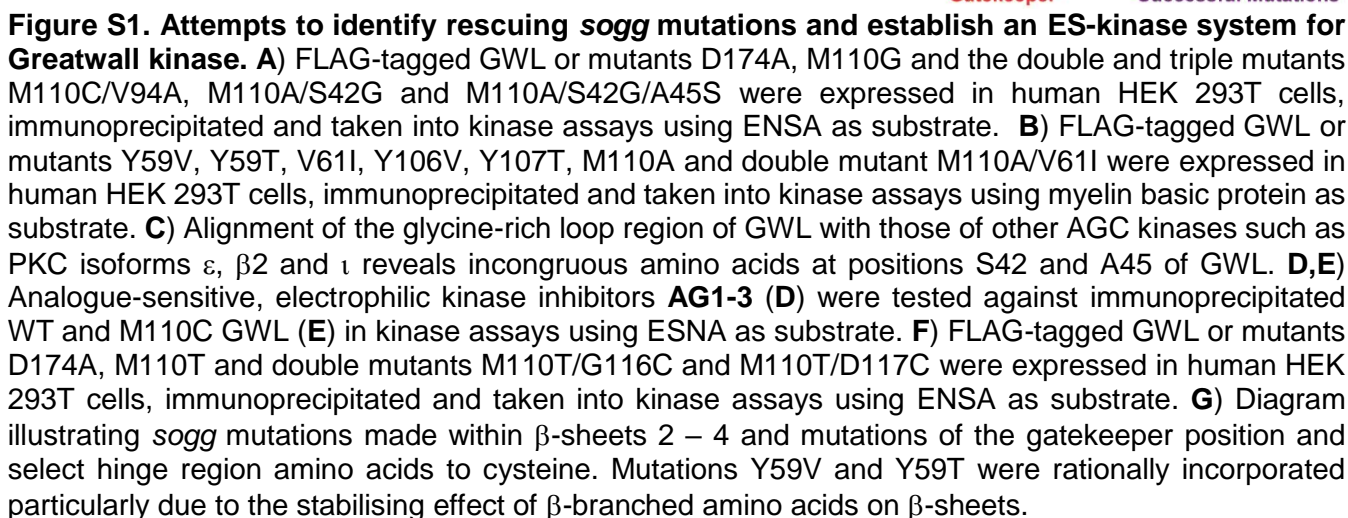 Gatekeeper Successful Mutations
Figure S1. Attempts to identify rescuing sogg mutations and establish an ES-kinase system for
Greatwall kinase. A) FLAG-tagged GWL or mutants D174A, M110G and the double and triple mutants
M110C/V94A, M110A/S42G and M110A/S42G/A45S were expressed in human HEK 293T cells,
immunoprecipitated and taken into kinase assays using ENSA as substrate. B) FLAG-tagged GWL or
mutants Y59V, Y59T, V61I, Y106V, Y107T, M110A and double mutant M110A/V61I were expressed in
human HEK 293T cells, immunoprecipitated and taken into kinase assays using myelin basic protein as
substrate. C) Alignment of the glycine-rich loop region of GWL with those of other AGC kinases such as
PKC isoforms ε, β2 and ι reveals incongruous amino acids at positions S42 and A45 of GWL. D,E)
Analogue-sensitive, electrophilic kinase inhibitors AG1-3 (D) were tested against immunoprecipitated
WT and M110C GWL (E) in kinase assays using ESNA as substrate. F) FLAG-tagged GWL or mutants
D174A, M110T and double mutants M110T/G116C and M110T/D117C were expressed in human HEK
293T cells, immunoprecipitated and taken into kinase assays using ENSA as substrate. G) Diagram
illustrating sogg mutations made within β-sheets 2 – 4 and mutations of the gatekeeper position and
select hinge region amino acids to cysteine. Mutations Y59V and Y59T were rationally incorporated
particularly due to the stabilising effect of β-branched amino acids on β-sheets.